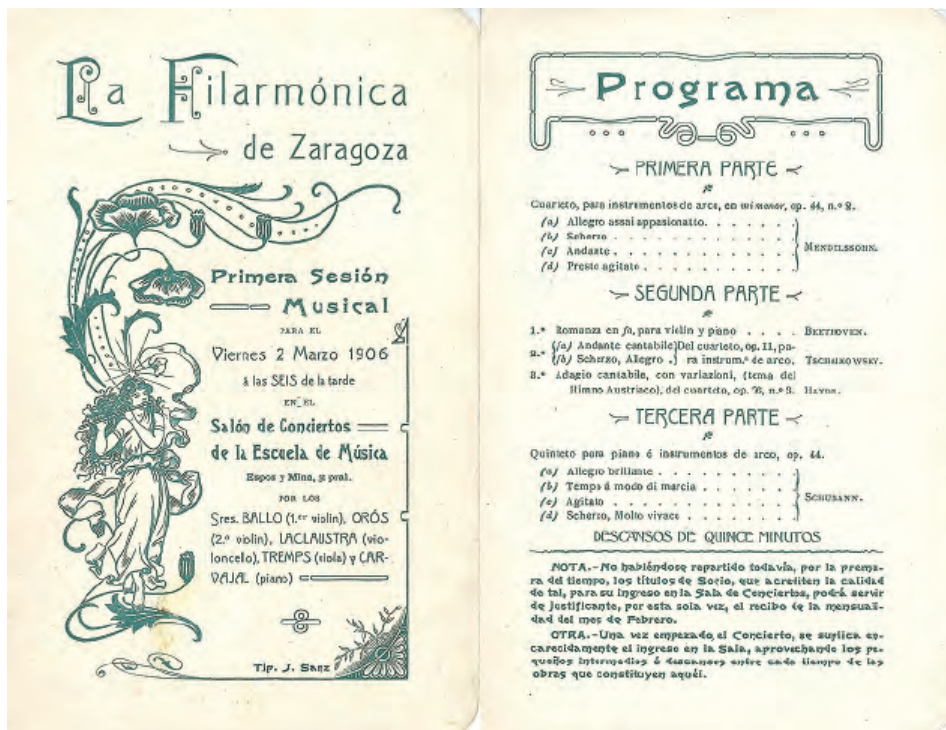 La Filarmónica
de Zaragoza
Primera Sesión
Musical
PARA EL
Viernes 2 Marzo 1906
á las SEIS de la tarde
EN EL
Salón de Conciertos
de la Escuela de Música
Espoz y Mina, pral.
POR LOS
Sres. BALLO (1.er violin), ORÓS
(2.º violin), LACLAUSTRA (vio-
loncelo), TREMPS (viola) y CAR-
VAJAL (piano)
Tip. J. Sanz
Programa
PRIMERA PARTE
Cuarteto, para instrumentos de arco, en mi menor, op. 44, n.º 2.
(a) Allegro assai appasionatto.
(b) Scherzo
(c) Andante
(d) Presto agitato
MENDELSSOHN.
SEGUNDA PARTE
1.º Romanza en fa, para violín y piano . . . . BEETHOVEN.
2.º (a) Andante cantabile) Del cuarteto, op. 11, pa-
(b) Scherzo, Allegro . ra instrum.s de arco. TSCHAIKOWSKY.
3.º Adagio cantabile, con variazioni, (tema del
Himno Austriaco), del cuarteto, op. 76, n.º 3. HAYDN.
TERCERA PARTE
Quinteto para piano é instrumentos de arco, op. 44.
(a) Allegro brillante
(b) Tempo á modo di marcia
(c) Agitato
(d) Scherzo, Molto vivace
SCHUMANN.
DESCANSOS DE QUINCE MINUTOS
NOTA.-No habiéndose repartido todavía, por la premu-
ra del tiempo, los títulos de Socio, que acrediten la calidad
de tal, para su ingreso en la Sala de Conciertos, podrá servir
de justificante, por esta sola vez, el recibo de la mensuali-
dad del mes de Febrero.
OTRA.-Una vez empezado el Concierto, se suplica en-
carecidamente el ingreso en la Sala, aprovechando los pe-
queños intermedios ó descansos entre cada tiempo de las
obras que constituyen aquél.